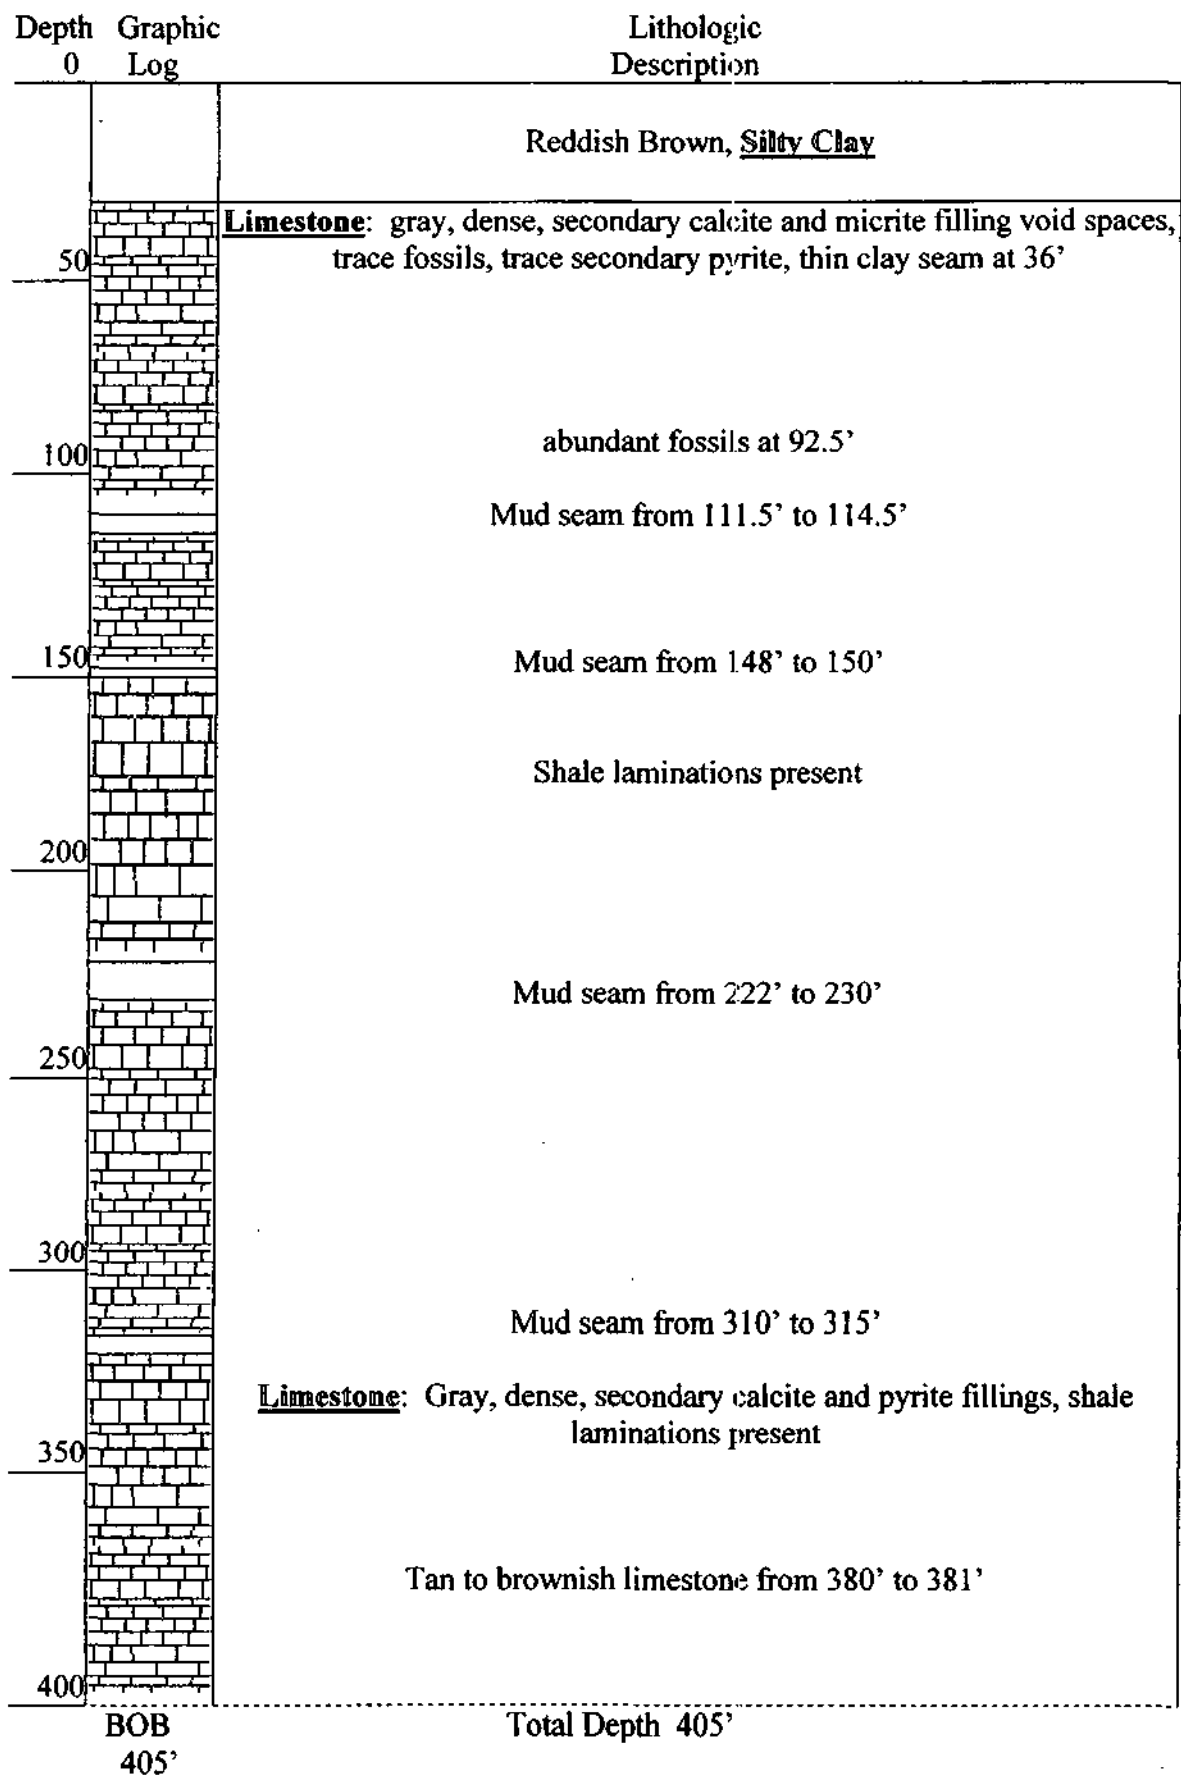 Depth Graphic Lithologic
0 Log Description
Reddish Brown, Silty Clay
Limestone: gray, dense, secondary calcite and micrite filling void spaces,
trace fossils, trace secondary pyrite, thin clay seam at 36'
50
abundant fossils at 92.5'
100
Mud seam from 111.5' to 114.5'
150
Mud seam from 148' to 150'
Shale laminations present
200
Mud seam from 222' to 230'
250
300
Mud seam from 310' to 315'
Limestone: Gray, dense, secondary calcite and pyrite fillings, shale
laminations present
350
Tan to brownish limestone from 380' to 381'
400
BOB Total Depth 405'
405'